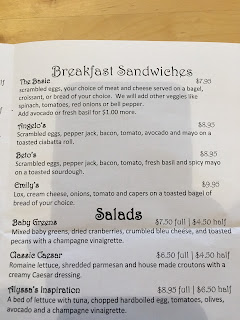 Breakfast Sandwiches
The Basic $7.95
scrambled eggs, your choice of meat and cheese served on a bagel,
croissant, or bread of your choice. We will add other veggies like
spinach, tomatoes, red onions or bell pepper.
Add avocado or fresh basil for $1.00 more.
Angelo's $8.95
Scrambled eggs, pepper jack, bacon, tomato, avocado and mayo on a
toasted ciabatta roll.
Beto's $8.95
Scrambled eggs, pepper jack, bacon, tomato, fresh basil and spicy mayo
on a toasted sourdough.
Emily's $9.95
Lox, cream cheese, onions, tomato and capers on a toasted bagel of
bread of your choice.
Salads
Baby Greens $7.50 full | $4.50 half
Mixed baby greens, dried cranberries, crumbled bleu cheese, and toasted
pecans with a champagne vinaigrette.
Classic Caesar $6.50 full | $4.50 half
Romaine lettuce, shredded parmesan and house made croutons with a
creamy Caesar dressing.
Alyssa's Inspiration $8.95 full | $6.50 half
A bed of lettuce with tuna, chopped hardboiled egg, tomatoes, olives,
avocado and a champagne vinaigrette.